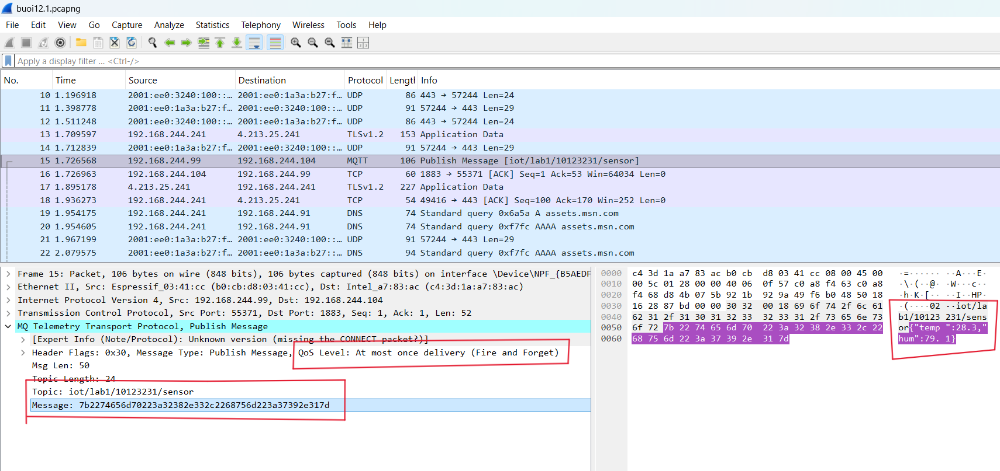 buoi12.1.pcapng
File Edit View Go Capture Analyze Statistics Telephony Wireless Tools Help
Apply a display filter … <Ctrl-/>
No. Time Source Destination Protocol Length Info
10 1.196918 2001:ee0:3240:100::… 2001:ee0:1a3a:b27:f… UDP 86 443 → 57244 Len=24
11 1.398778 2001:ee0:1a3a:b27:f… 2001:ee0:3240:100::… UDP 91 57244 → 443 Len=29
12 1.511248 2001:ee0:3240:100::… 2001:ee0:1a3a:b27:f… UDP 86 443 → 57244 Len=24
13 1.709597 192.168.244.241 4.213.25.241 TLSv1.2 153 Application Data
14 1.712839 2001:ee0:1a3a:b27:f… 2001:ee0:3240:100::… UDP 91 57244 → 443 Len=29
15 1.726568 192.168.244.99 192.168.244.104 MQTT 106 Publish Message [iot/lab1/10123231/sensor]
16 1.726963 192.168.244.104 192.168.244.99 TCP 60 1883 → 55371 [ACK] Seq=1 Ack=53 Win=64034 Len=0
17 1.895178 4.213.25.241 192.168.244.241 TLSv1.2 227 Application Data
18 1.936273 192.168.244.241 4.213.25.241 TCP 54 49416 → 443 [ACK] Seq=100 Ack=170 Win=252 Len=0
19 1.954175 192.168.244.241 192.168.244.91 DNS 74 Standard query 0x6a5a A assets.msn.com
20 1.954605 192.168.244.241 192.168.244.91 DNS 74 Standard query 0xf7fc AAAA assets.msn.com
21 1.967199 2001:ee0:1a3a:b27:f… 2001:ee0:3240:100::… UDP 91 57244 → 443 Len=29
22 2.079575 2001:ee0:1a3a:b27:f… 2001:ee0:1a3a:b27::… DNS 94 Standard query 0xf7fc AAAA assets.msn.com
Frame 15: Packet, 106 bytes on wire (848 bits), 106 bytes captured (848 bits) on interface \Device\NPF_{B5AEDF
Ethernet II, Src: Espressif_03:41:cc (b0:cb:d8:03:41:cc), Dst: Intel_a7:83:ac (c4:3d:1a:a7:83:ac)
Internet Protocol Version 4, Src: 192.168.244.99, Dst: 192.168.244.104
Transmission Control Protocol, Src Port: 55371, Dst Port: 1883, Seq: 1, Ack: 1, Len: 52
MQ Telemetry Transport Protocol, Publish Message
[Expert Info (Note/Protocol): Unknown version (missing the CONNECT packet?)]
Header Flags: 0x30, Message Type: Publish Message, QoS Level: At most once delivery (Fire and Forget)
Msg Len: 50
Topic Length: 24
Topic: iot/lab1/10123231/sensor
Message: 7b2274656d70223a32382e332c2268756d223a37392e317d
0000 c4 3d 1a a7 83 ac b0 cb d8 03 41 cc 08 00 45 00 ·=······ ··A···E·
0010 00 5c 01 28 00 00 40 06 0f 57 c0 a8 f4 63 c0 a8 ·\·(··@· ·W···c··
0020 f4 68 d8 4b 07 5b 92 1b 92 9a 49 f6 b0 48 50 18 ·h·K·[·· ··I··HP·
0030 16 28 87 bd 00 00 30 32 00 18 69 6f 74 2f 6c 61 ·(····02 ··iot/la
0040 62 31 2f 31 30 31 32 33 32 33 31 2f 73 65 6e 73 b1/10123 231/sens
0050 6f 72 7b 22 74 65 6d 70 22 3a 32 38 2e 33 2c 22 or{"temp ":28.3,"
0060 68 75 6d 22 3a 37 39 2e 31 7d hum":79. 1}